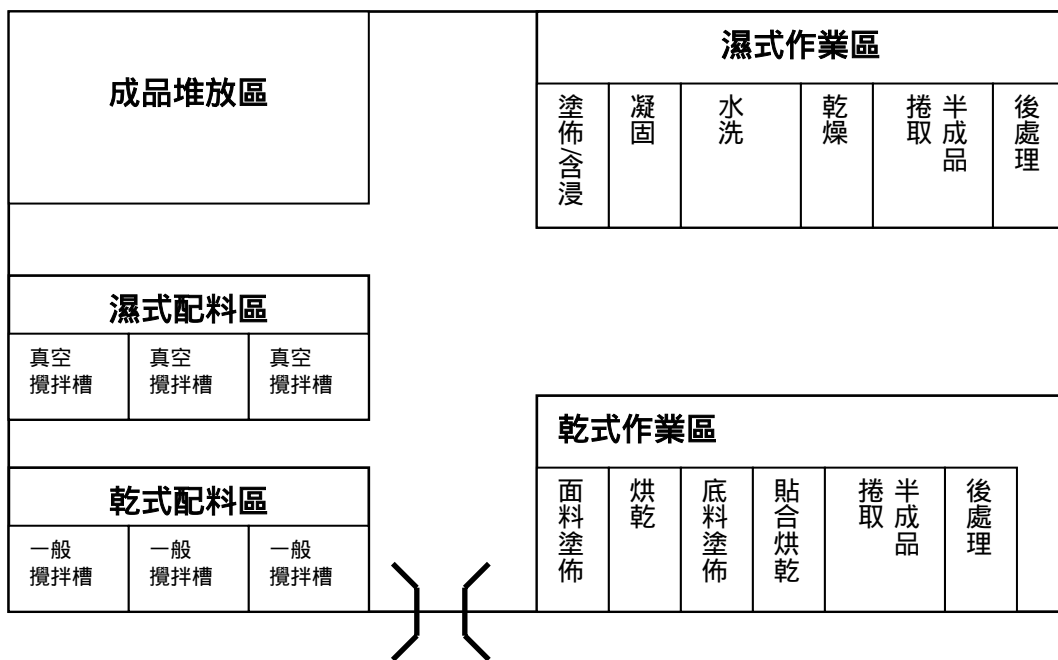 成品堆放區
濕式作業區
塗佈/含浸
凝固
水洗
乾燥
半成品
捲取
後處理
濕式配料區
真空
攪拌槽
真空
攪拌槽
真空
攪拌槽
乾式配料區
一般
攪拌槽
一般
攪拌槽
一般
攪拌槽
乾式作業區
面料塗佈
烘乾
底料塗佈
貼合烘乾
半成品
捲取
後處理